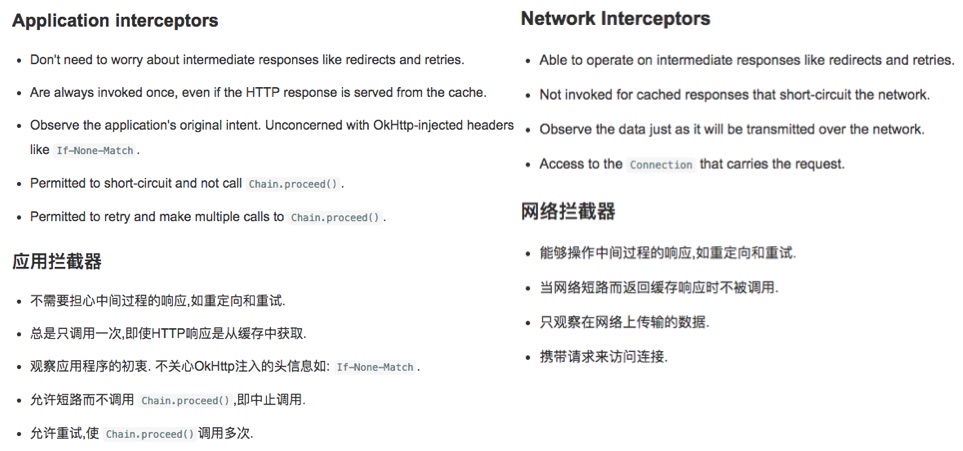 Application interceptors
Don't need to worry about intermediate responses like redirects and retries.
Are always invoked once, even if the HTTP response is served from the cache.
Observe the application's original intent. Unconcerned with OkHttp-injected headers
like If-None-Match.
Permitted to short-circuit and not call Chain.proceed().
Permitted to retry and make multiple calls to Chain.proceed().
应用拦截器
不需要担心中间过程的响应,如重定向和重试.
总是只调用一次,即使HTTP响应是从缓存中获取.
观察应用程序的初衷. 不关心OkHttp注入的头信息如: If-None-Match.
允许短路而不调用 Chain.proceed(),即中止调用.
允许重试,使 Chain.proceed()调用多次.
Network Interceptors
Able to operate on intermediate responses like redirects and retries.
Not invoked for cached responses that short-circuit the network.
Observe the data just as it will be transmitted over the network.
Access to the Connection that carries the request.
网络拦截器
能够操作中间过程的响应,如重定向和重试.
当网络短路而返回缓存响应时不被调用.
只观察在网络上传输的数据.
携带请求来访问连接.